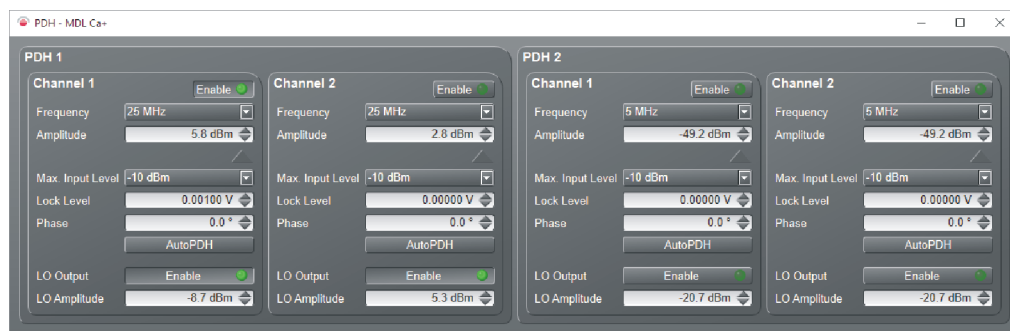 PDH - MDL Ca+
PDH 1
Channel 1
Enable
Frequency 25 MHz
Amplitude 5.8 dBm
Max. Input Level -10 dBm
Lock Level 0.00100 V
Phase 0.0 °
AutoPDH
LO Output Enable
LO Amplitude -8.7 dBm
Channel 2
Enable
Frequency 25 MHz
Amplitude 2.8 dBm
Max. Input Level -10 dBm
Lock Level 0.00000 V
Phase 0.0 °
AutoPDH
LO Output Enable
LO Amplitude 5.3 dBm
PDH 2
Channel 1
Enable
Frequency 5 MHz
Amplitude -49.2 dBm
Max. Input Level -10 dBm
Lock Level 0.00000 V
Phase 0.0 °
AutoPDH
LO Output Enable
LO Amplitude -20.7 dBm
Channel 2
Enable
Frequency 5 MHz
Amplitude -49.2 dBm
Max. Input Level -10 dBm
Lock Level 0.00000 V
Phase 0.0 °
AutoPDH
LO Output Enable
LO Amplitude -20.7 dBm